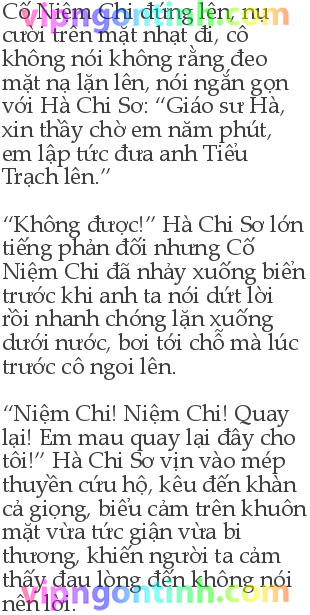 Cố Niệm Chi đứng lên, nụ
cười trên mặt nhạt đi, cô
không nói không rằng đeo
mặt nạ lặn lên, nói ngắn gọn
với Hà Chi Sơ: “Giáo sư Hà,
xin thầy chờ em năm phút,
em lập tức đưa anh Tiểu
Trạch lên.”
“Không được!” Hà Chi Sơ lớn
tiếng phản đối nhưng Cố
Niệm Chi đã nhảy xuống biển
trước khi anh ta nói dứt lời
rồi nhanh chóng lặn xuống
dưới nước, bơi tới chỗ mà lúc
trước cô ngoi lên.
“Niệm Chi! Niệm Chi! Quay
lại! Em mau quay lại đây cho
tôi!” Hà Chi Sơ vịn vào mép
thuyền cứu hộ, kêu đến khàn
cả giọng, biểu cảm trên khuôn
mặt vừa tức giận vừa bi
thương, khiến người ta cảm
thấy đau lòng đến không nói
nên lời.
vipngontinh.com
vipngontinh.com